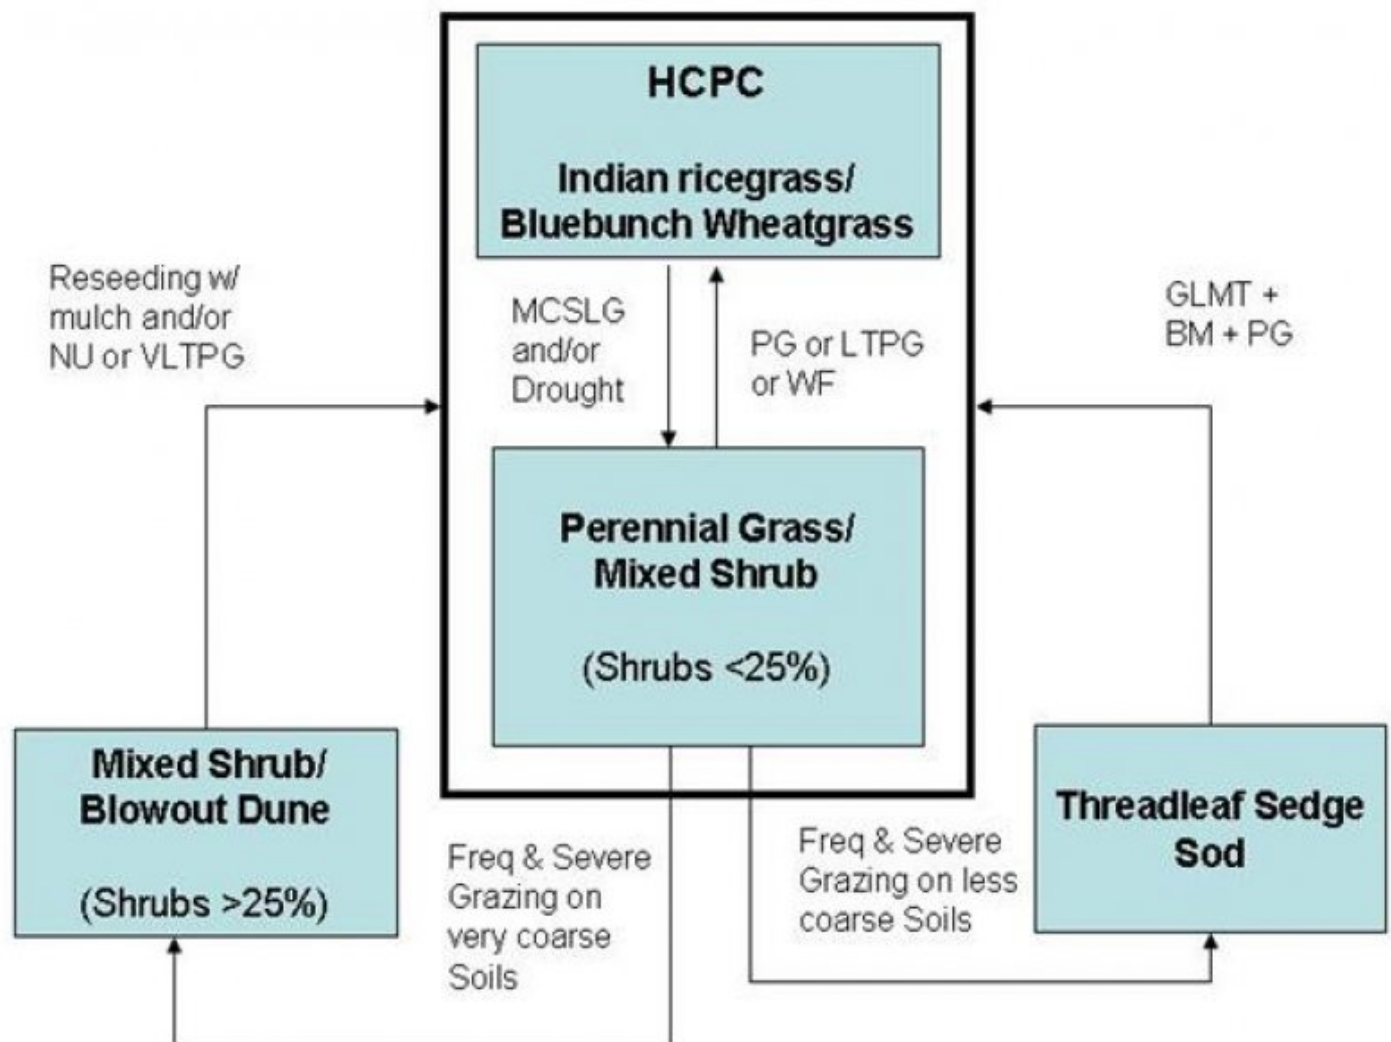 HCPC
Indian ricegrass/
Bluebunch Wheatgrass
Reseeding w/
mulch and/or
NU or VLTPG
MCSLG
and/or
Drought
PG or LTPG
or WF
GLMT +
BM + PG
Perennial Grass/
Mixed Shrub
(Shrubs <25%)
Mixed Shrub/
Blowout Dune
(Shrubs >25%)
Freq & Severe
Grazing on
very coarse
Soils
Freq & Severe
Grazing on less
coarse Soils
Threadleaf Sedge
Sod